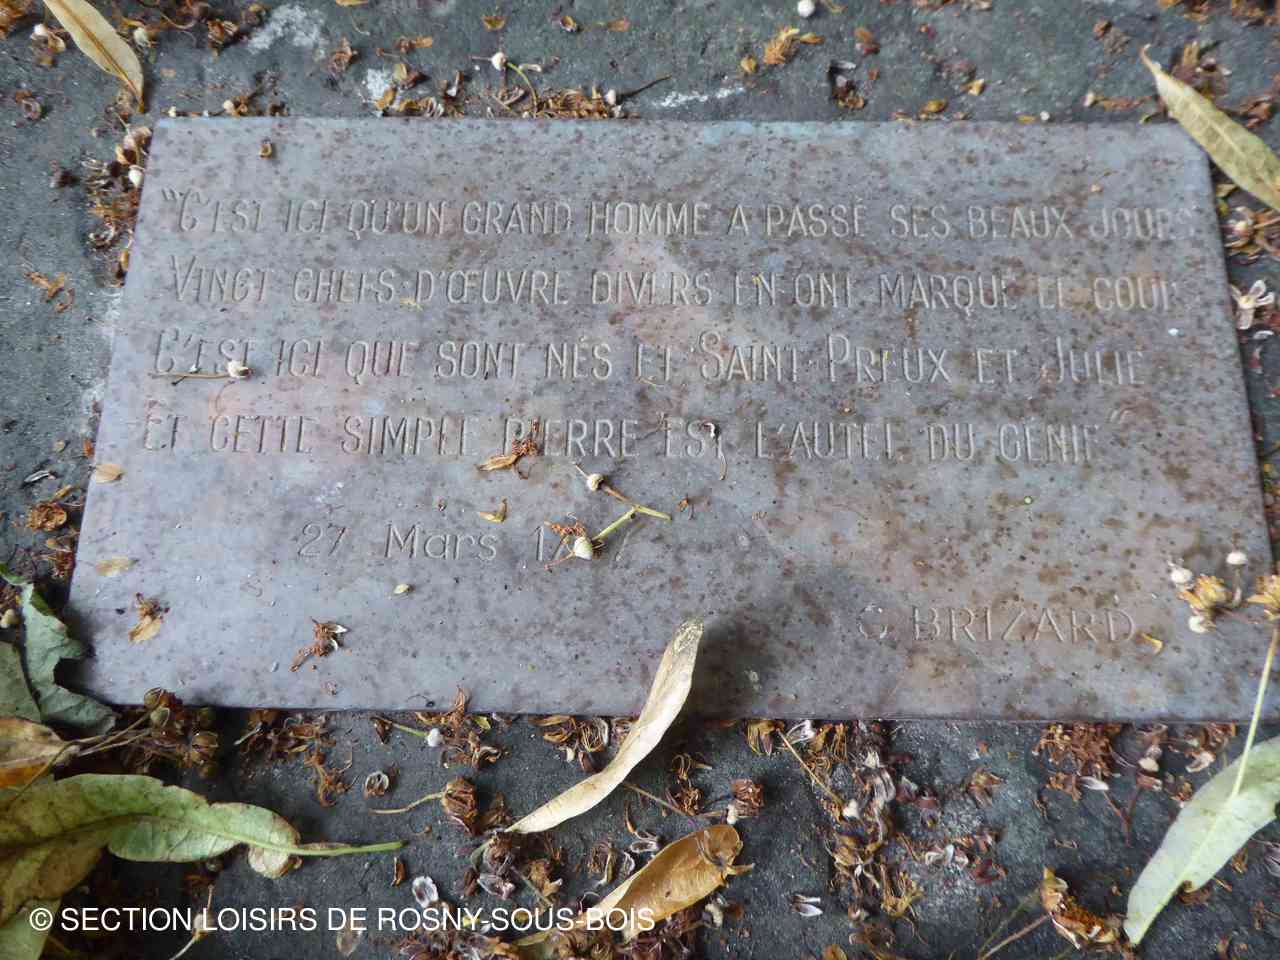 "C'EST ICI QU'UN GRAND HOMME A PASSÉ SES BEAUX JOURS
VINGT CHEFS D'ŒUVRE DIVERS EN ONT MARQUÉ LE COURS
C'EST ICI QUE SONT NÉS ET SAINT PREUX ET JULIE
ET CETTE SIMPLE PIERRE EST L'AUTEL DU GÉNIE"
27 Mars
C. BRIZARD
© SECTION LOISIRS DE ROSNY-SOUS-BOIS